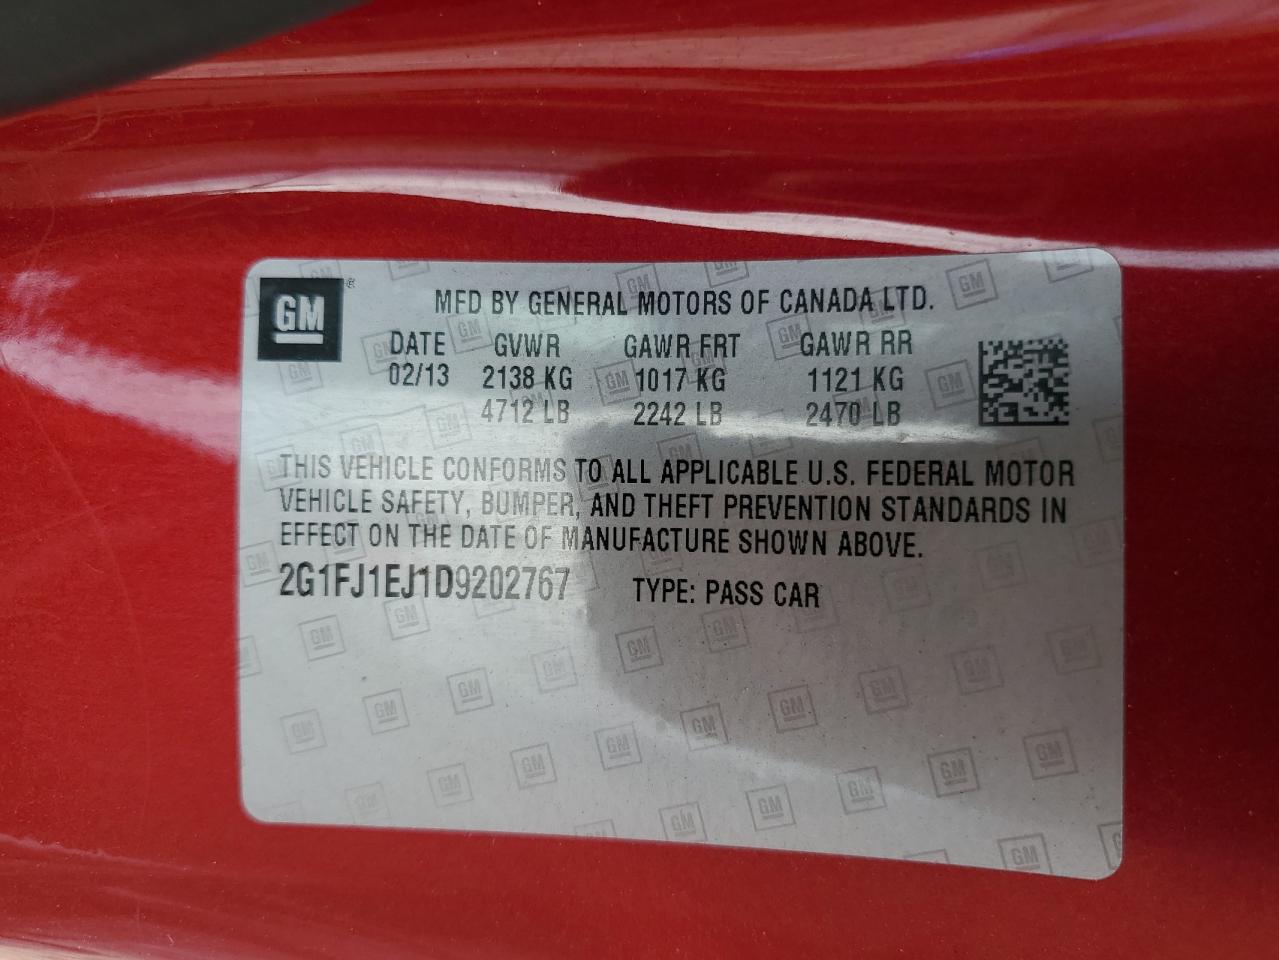 GM®
MFD BY GENERAL MOTORS OF CANADA LTD.
DATE GVWR GAWR FRT GAWR RR
02/13 2138 KG 1017 KG 1121 KG
4712 LB 2242 LB 2470 LB
THIS VEHICLE CONFORMS TO ALL APPLICABLE U.S. FEDERAL MOTOR
VEHICLE SAFETY, BUMPER, AND THEFT PREVENTION STANDARDS IN
EFFECT ON THE DATE OF MANUFACTURE SHOWN ABOVE.
2G1FJ1EJ1D9202767 TYPE: PASS CAR